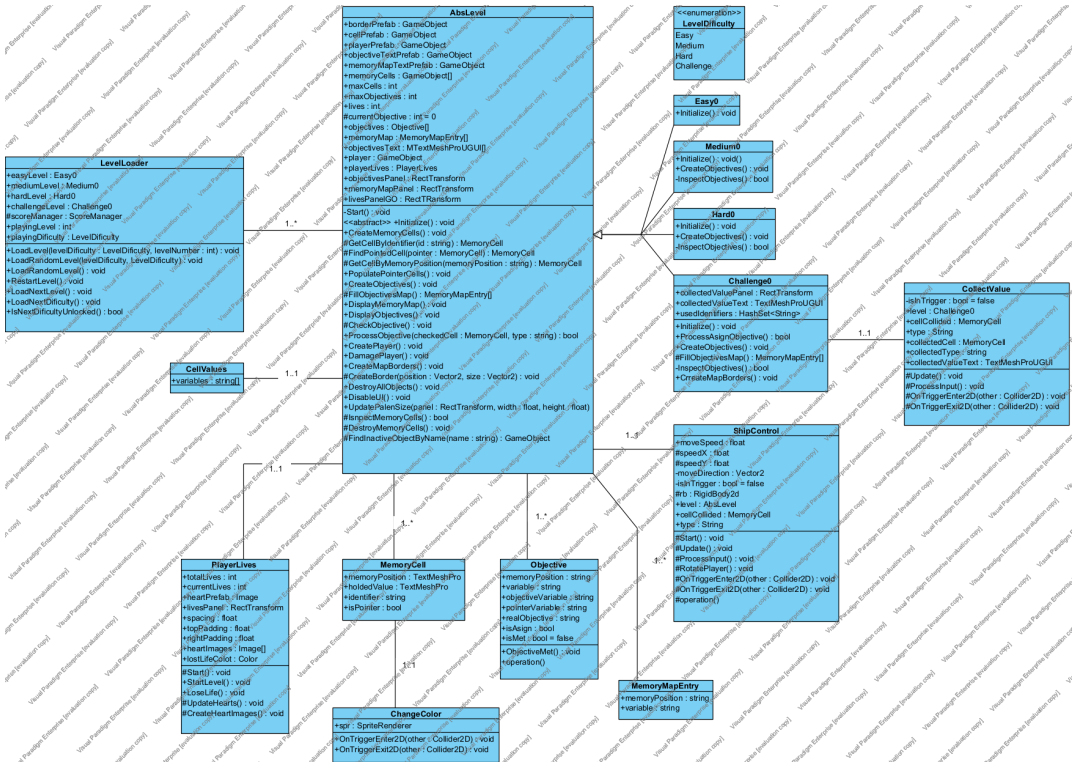 AbsLevel
+borderPrefab : GameObject
+cellPrefab : GameObject
+playerPrefab : GameObject
+objectiveTextPrefab : GameObject
+memoryMapTextPrefaib : GameObject
+memoryCells : GameObject[]
+maxCells : int
+maxObjectives : int
+lives : int
#currentObjective : int = 0
+objectives : Objective[]
+memoryMap : MemoryMapEntry[]
+objectivesText : MTextMeshProUGUI[]
+player : GameObject
+playerLives : PlayerLives
+objectivesPanel : RectTransform
+memoryMapPanel : RectTransform
+livesPanelGO : RectTRansform
-Start() : void
<<abstract>> +Initialize() : void
+CreateMemoryCells() : void
#GetCellByIdentifier(id : string) : MemoryCell
#FindPointedCell(pointer : MemoryCell) : MemoryCell
#GetCellByMemoryPosition(memoryPosition : string) : MemoryCell
+PopulatePointerCells() : void
+CreateObjectives() : void
#FillObjectivesMap() : MemoryMapEntry[]
+DisplayMemoryMap() : void
+DisplayObjectives() : void
#CheckObjective() : void
+ProcessObjective(checkedCell : MemoryCell, type : string) : bool
+CreatePlayer() : void
+DamagePlayer() : void
+CreateMapBorders() : void
#CreateBorder(position : Vector2, size : Vector2) : void
+DestroyAllObjects() : void
+DisableUI() : void
+UpdatePalenSize(panel : RectTransform, width : float, height : float)
#IsnpectMemoryCells() : bool
#DestroyMemoryCells() : void
#FindInactiveObjectByName(name : string) : GameObject
<<enumeration>>
LevelDificulty
Easy
Medium
Hard
Challenge
Easy0
+Initialize() : void
Medium0
+Initialize() : void()
+CreateObjectives() : void
-InspectObjectives() : bool
Hard0
+Initialize() : void
+CreateObjectives() : void
-InspectObjectives() : bool
LevelLoader
+easyLevel : Easy0
+mediumLevel : Medium0
+hardLevel : Hard0
+challengeLevel : Challenge0
#scoreManager : ScoreManager
+playingLevel : int
+playingDificulty : LevelDificulty
+LoadLevel(levelDificulty : LevelDificulty, levelNumber : int) : void
+LoadRandomLevel(levelDificulty, LevelDificulty) : void
+LoadRandomLevel() : void
+RestartLevel() : void
+LoadNextLevel() : void
+LoadNextDificulty() : void
+IsNextDificultyUnlocked() : bool
1..*
Challenge0
+collectedValuePanel : RectTransform
+collectedValueText : TextMeshProUGUI
+usedIdentifiers : HashSet<String>
+Initialize() : void
+ProcessAssignObjective() : bool
+CreateObjectives() : void
#FillObjevtivesMap() : MemoryMapEntry[]
-InspectObjectives() : bool
+CrreateMapBorders() : void
1..1
CollectValue
-isInTrigger : bool = false
+level : Challenge0
+cellCollided : MemoryCell
+type : String
+collectedCell : MemoryCell
+collectedType : string
+collectedValueText : TextMeshProUGUI
#Update() : void
#ProcessInput() : void
#OnTriggerEnter2D(other : Collider2D)
#OnTriggerExit2D(other : Collider2D)
CellValues
+variables : string[]
1..1
ShipControl
+moveSpeed : float
#speedX : float
#speedY : float
-moveDirection : Vector2
-isInTrigger : bool = false
#rb : RigidBody2d
+level : AbsLevel
+cellCollided : MemoryCell
+type : String
#Start() : void
#Update() : void
#ProcessInput() : void
#RotatePlayer() : void
#OnTriggerEnter2D(other : Collider2D) : void
#OnTriggerExit2D(other : Collider2D) : void
#operation()
1..1
1..1
1..*
1..*
1..*
PlayerLives
+totalLives : int
+currentLives : int
+heartPrefab : Image
+livesPanel : RectTransform
+spacing : float
+topPadding : float
+rightPadding : float
+heartImages : Image[]
+lostLifeColor : Color
#Start() : void
+StartLevel() : void
+LoseLife() : void
#UpdateHearts() : void
#CreateHeartImages() : void
MemoryCell
+memoryPosition : TextMeshPro
+holdedValue : TextMeshPro
+identifier : string
+isPointer : bool
1..1
Objective
+memoryPosition : string
+variable : string
+objectiveVariable : string
+pointerVariable : string
+realObjective : string
+isAsign : bool
+isMet : bool = false
+ObjectiveMet() : void
+operation()
MemoryMapEntry
+memoryPosition : string
+variable : string
ChangeColor
+spr : SpriteRenderer
+OnTriggerEnter2D(other : Collider2D) : void
+OnTriggerExit2D(other : Collider2D) : void
Visual Paradigm Enterprise [evaluation copy]